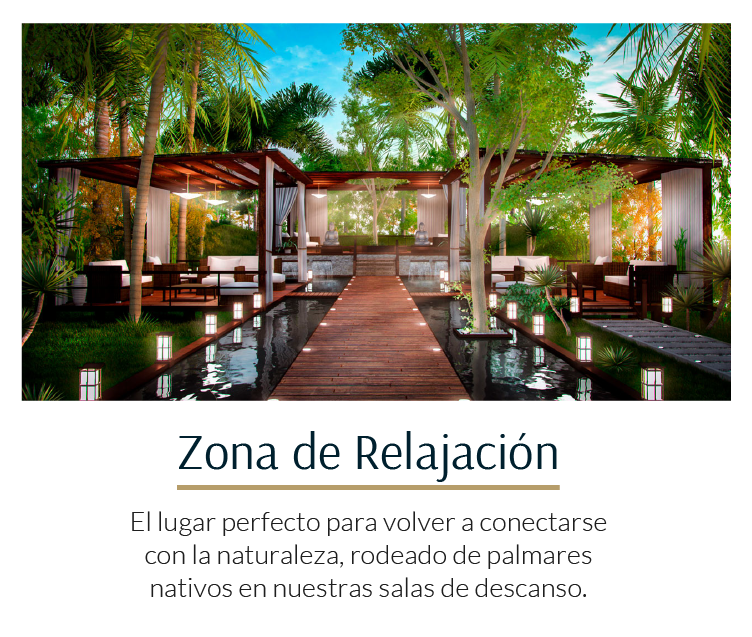 Zona de Relajación
El lugar perfecto para volver a conectarse
con la naturaleza, rodeado de palmares
nativos en nuestras salas de descanso.